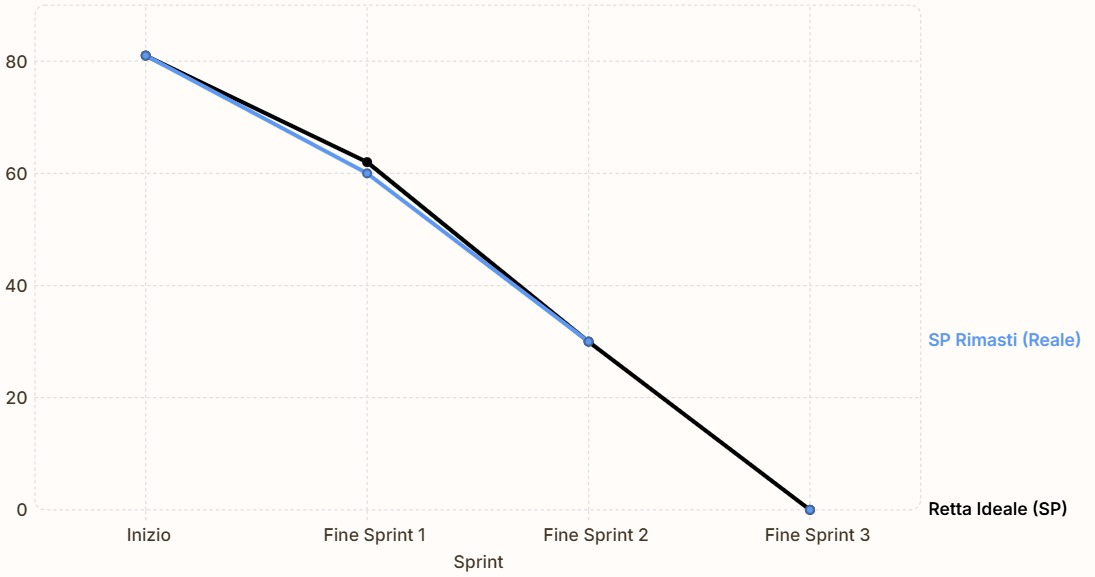 80
60
40
20
0
SP Rimasti (Reale)
Retta Ideale (SP)
Inizio
Fine Sprint 1
Fine Sprint 2
Fine Sprint 3
Sprint